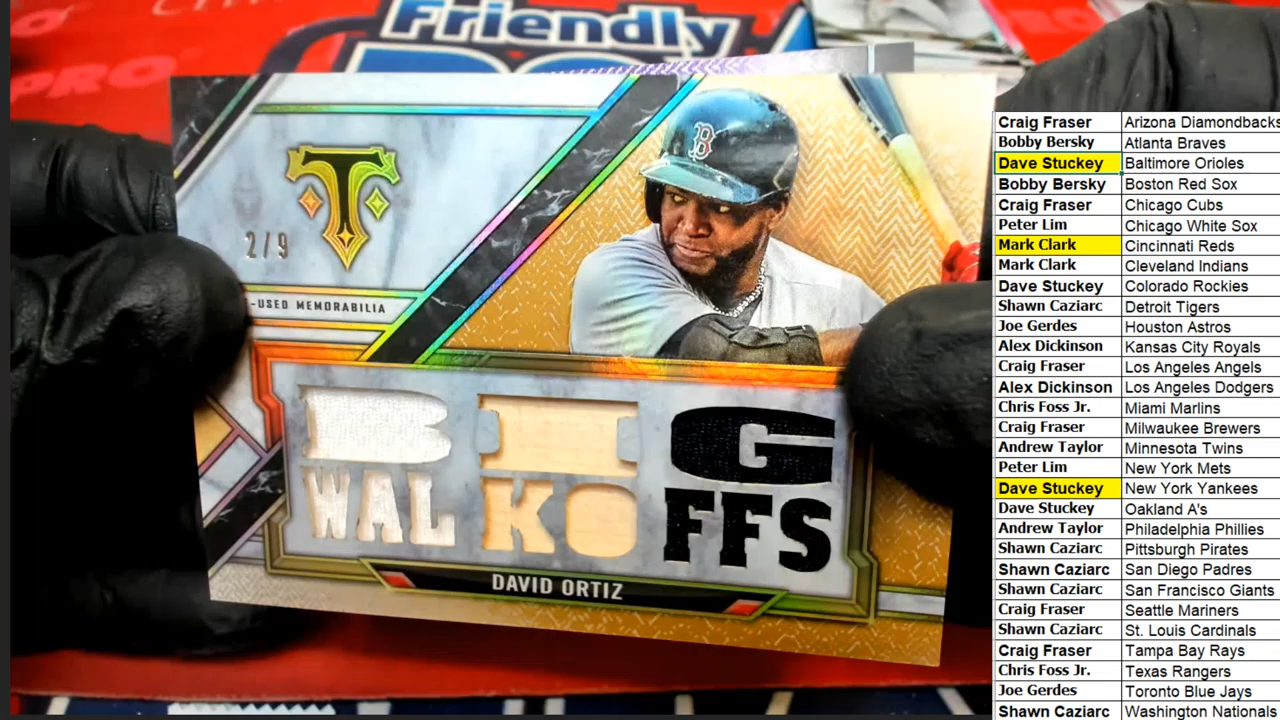 Friendly
PRO
2/9
-USED MEMORABILIA
B
BIG
WALKOFFS
DAVID ORTIZ
Craig Fraser Arizona Diamondbacks
Bobby Bersky Atlanta Braves
Dave Stuckey Baltimore Orioles
Bobby Bersky Boston Red Sox
Craig Fraser Chicago Cubs
Peter Lim Chicago White Sox
Mark Clark Cincinnati Reds
Mark Clark Cleveland Indians
Dave Stuckey Colorado Rockies
Shawn Caziarc Detroit Tigers
Joe Gerdes Houston Astros
Alex Dickinson Kansas City Royals
Craig Fraser Los Angeles Angels
Alex Dickinson Los Angeles Dodgers
Chris Foss Jr. Miami Marlins
Craig Fraser Milwaukee Brewers
Andrew Taylor Minnesota Twins
Peter Lim New York Mets
Dave Stuckey New York Yankees
Dave Stuckey Oakland A's
Andrew Taylor Philadelphia Phillies
Shawn Caziarc Pittsburgh Pirates
Shawn Caziarc San Diego Padres
Shawn Caziarc San Francisco Giants
Craig Fraser Seattle Mariners
Shawn Caziarc St. Louis Cardinals
Craig Fraser Tampa Bay Rays
Chris Foss Jr. Texas Rangers
Joe Gerdes Toronto Blue Jays
Shawn Caziarc Washington Nationals